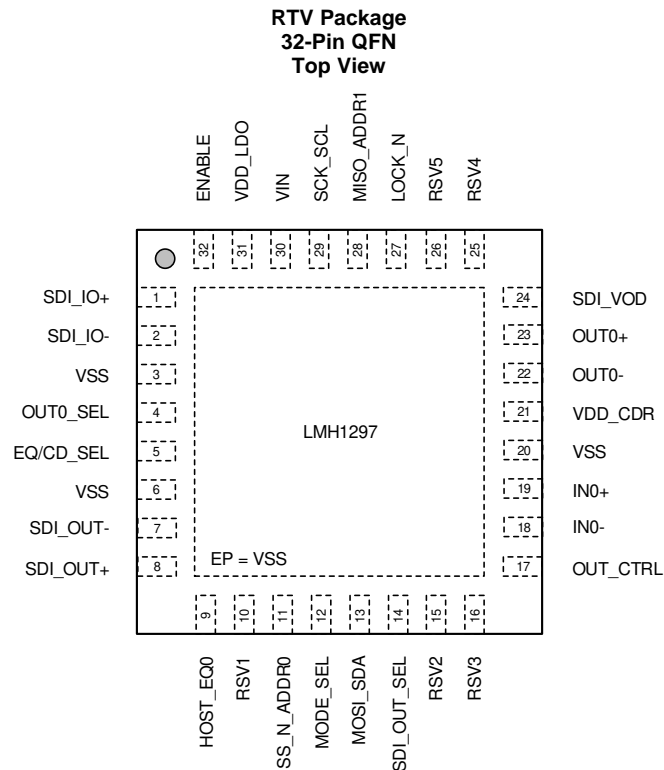 RTV Package
32-Pin QFN
Top View
ENABLE
VDD_LDO
VIN
SCK_SCL
MISO_ADDR1
LOCK_N
RSV5
RSV4
32
31
30
29
28
27
26
25
SDI_IO+ 1
SDI_IO- 2
VSS 3
OUT0_SEL 4
EQ/CD_SEL 5
VSS 6
SDI_OUT- 7
SDI_OUT+ 8
LMH1297
EP = VSS
24 SDI_VOD
23 OUT0+
22 OUT0-
21 VDD_CDR
20 VSS
19 IN0+
18 IN0-
17 OUT_CTRL
9
10
11
12
13
14
15
16
HOST_EQ0
RSV1
SS_N_ADDR0
MODE_SEL
MOSI_SDA
SDI_OUT_SEL
RSV2
RSV3